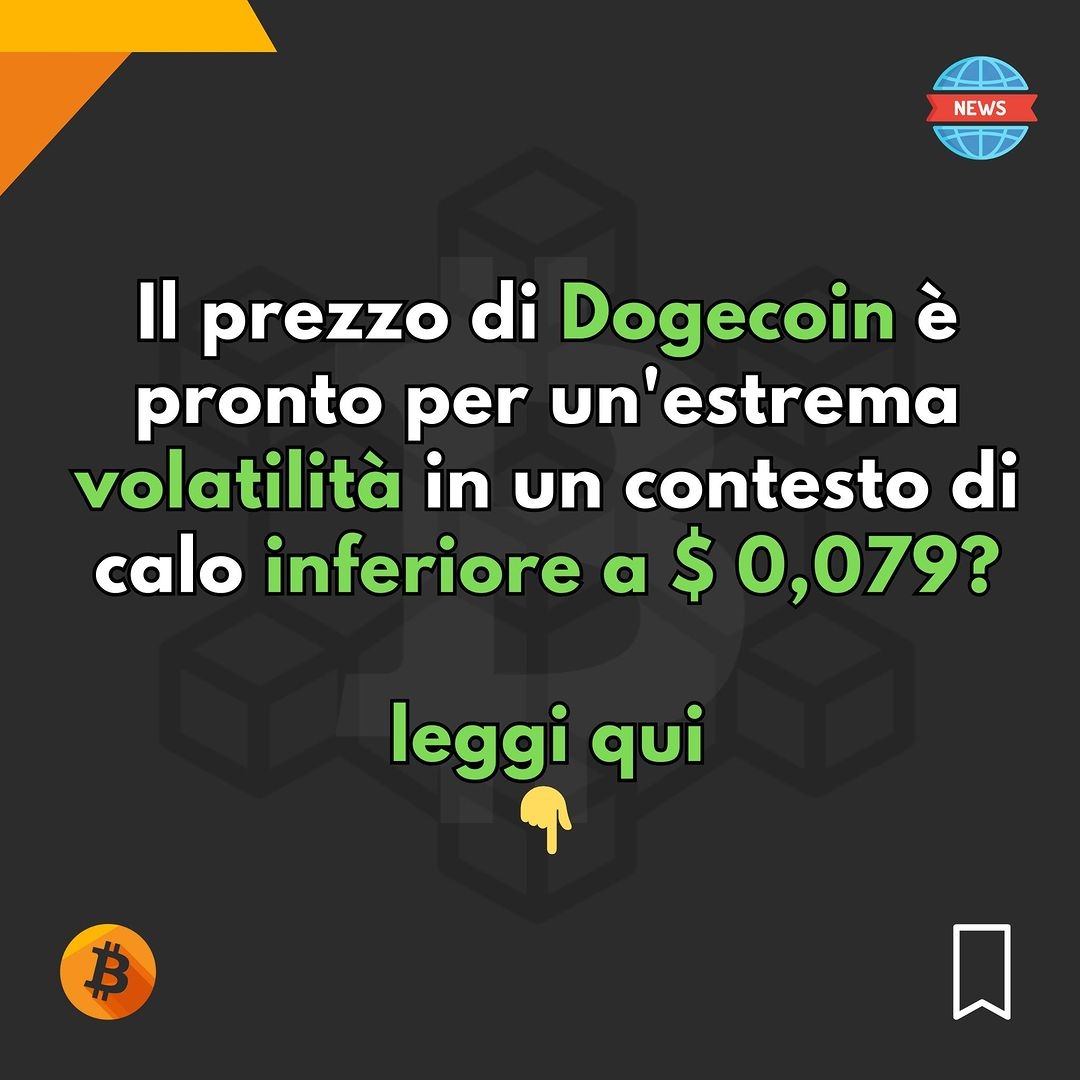 NEWS
Il prezzo di Dogecoin è
pronto per un'estrema
volatilità in un contesto di
calo inferiore a $ 0,079?
leggi qui